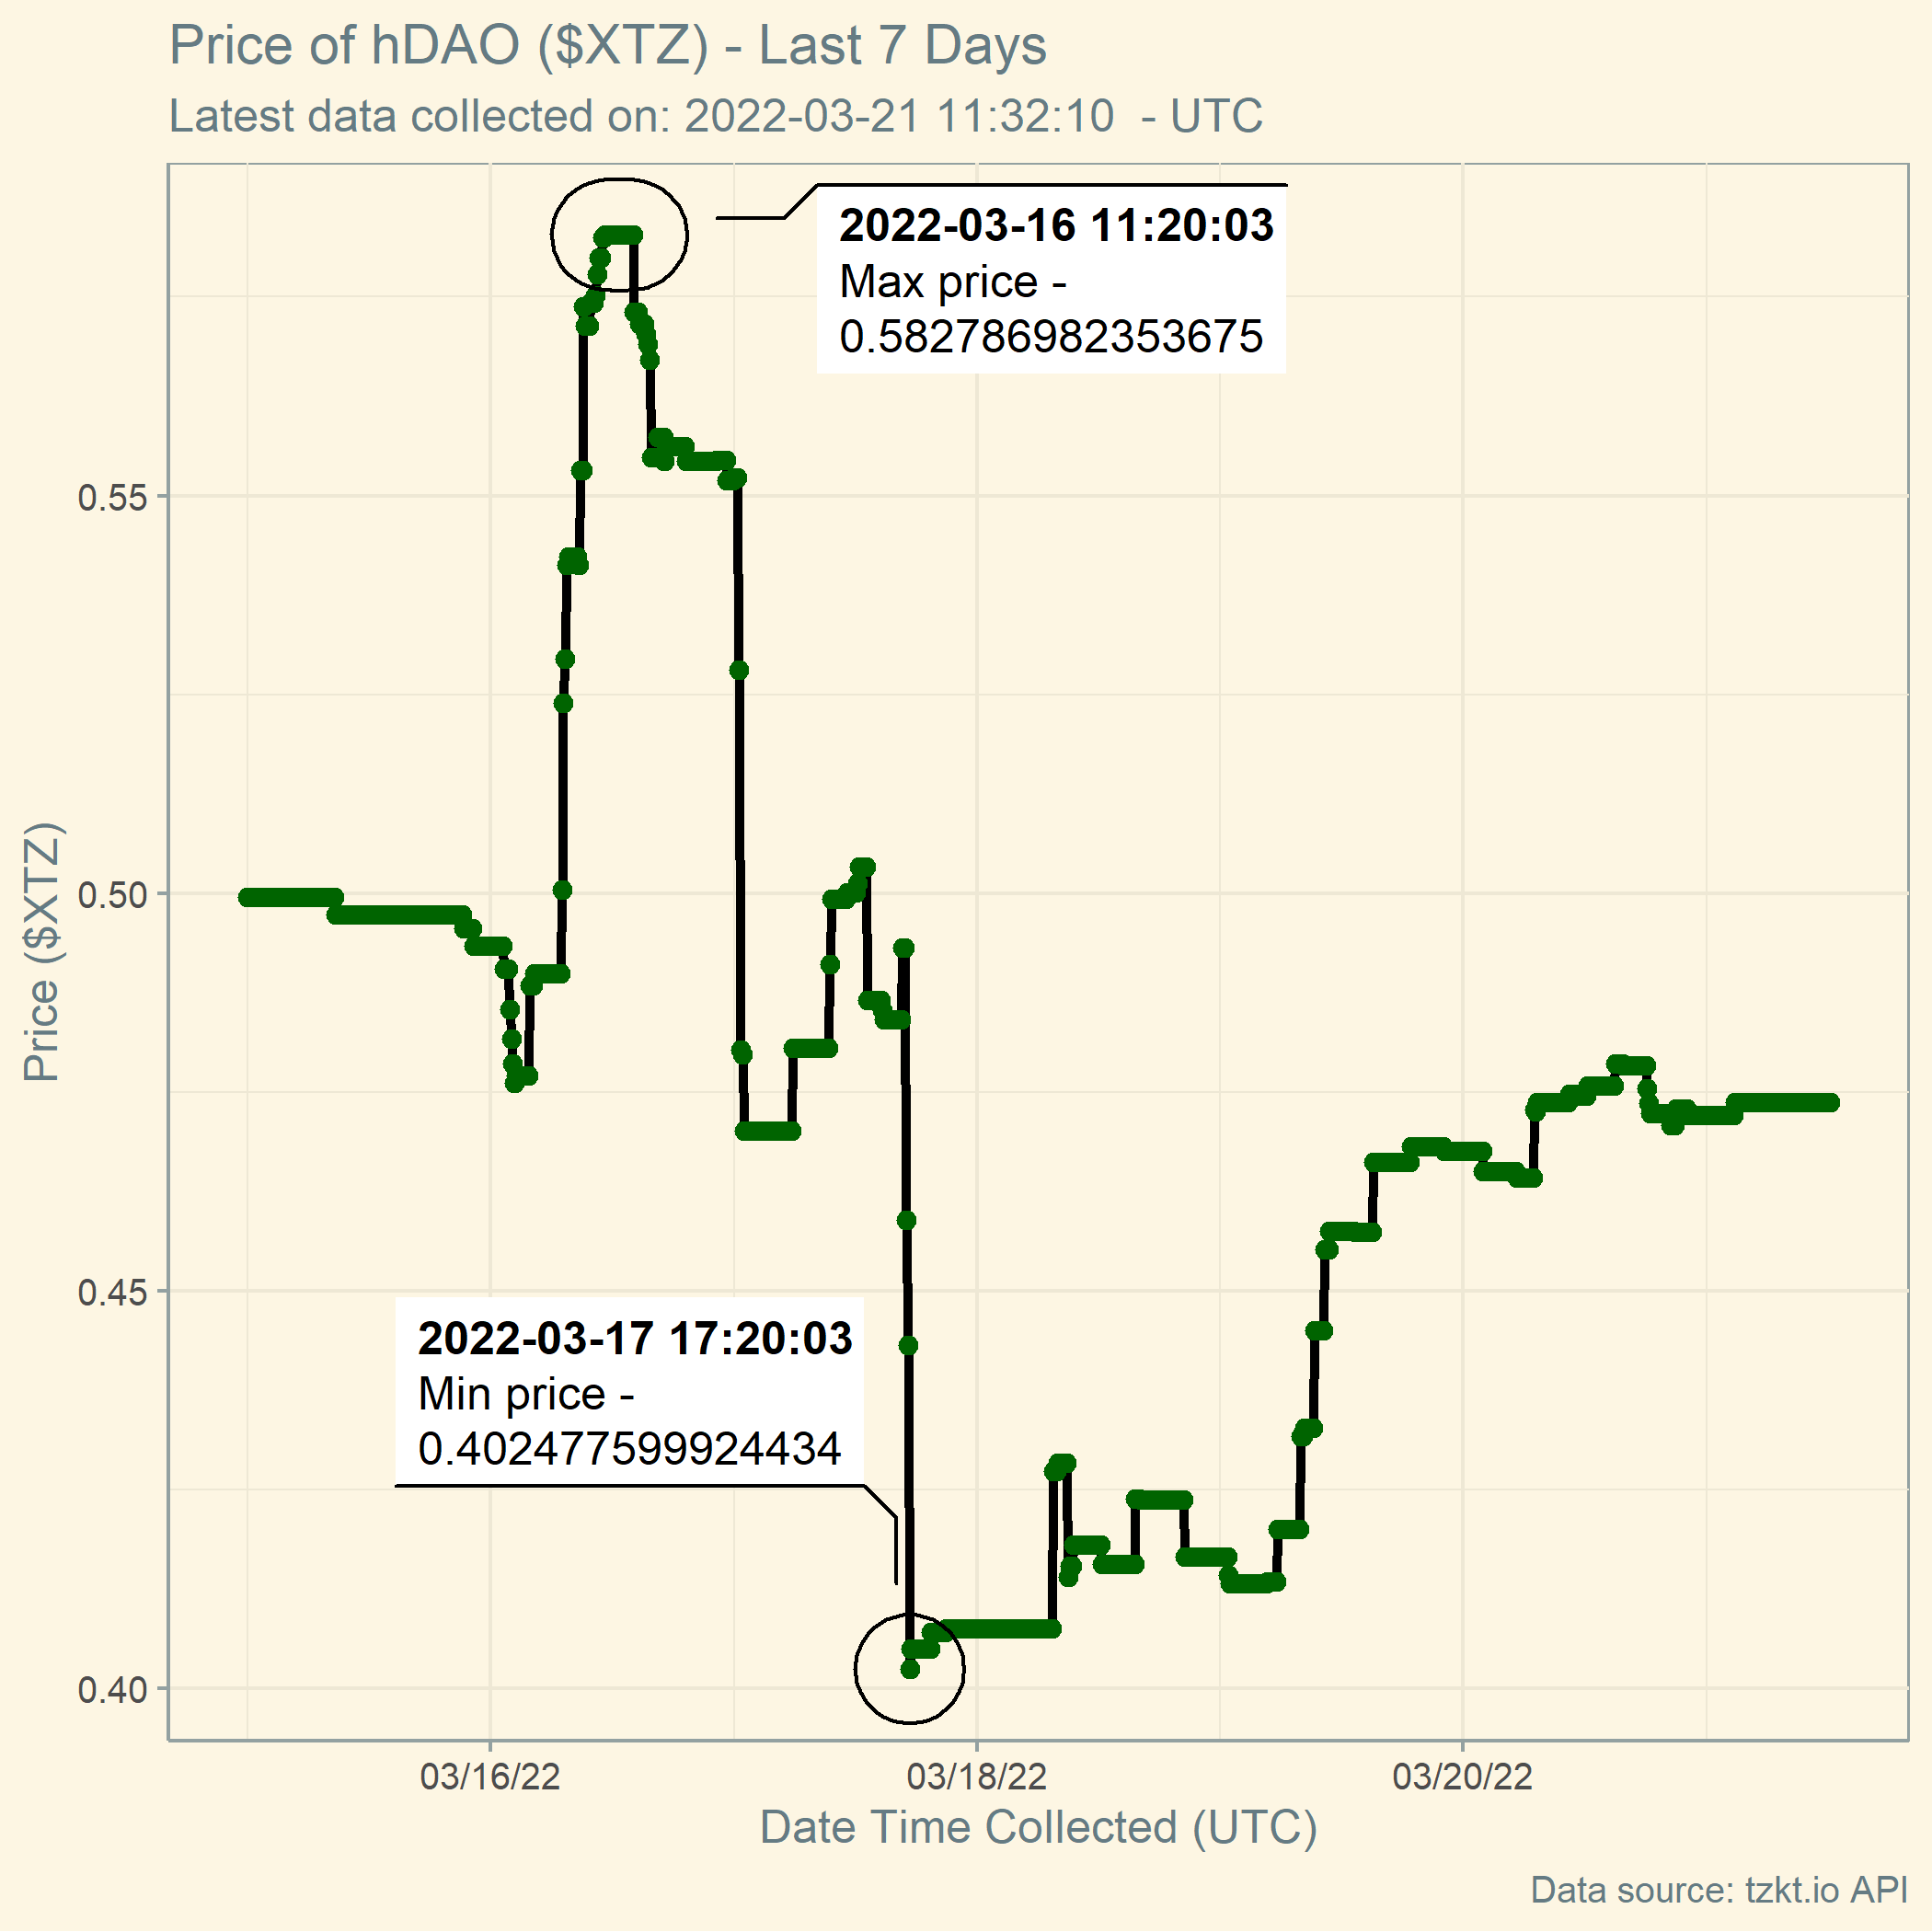 Price of hDAO ($XTZ) - Last 7 Days
Latest data collected on: 2022-03-21 11:32:10  - UTC
2022-03-16 11:20:03
Max price -
0.582786982353675
0.55
0.50
0.45
0.40
Price ($XTZ)
2022-03-17 17:20:03
Min price -
0.402477599924434
03/16/22
03/18/22
03/20/22
Date Time Collected (UTC)
Data source: tzkt.io API